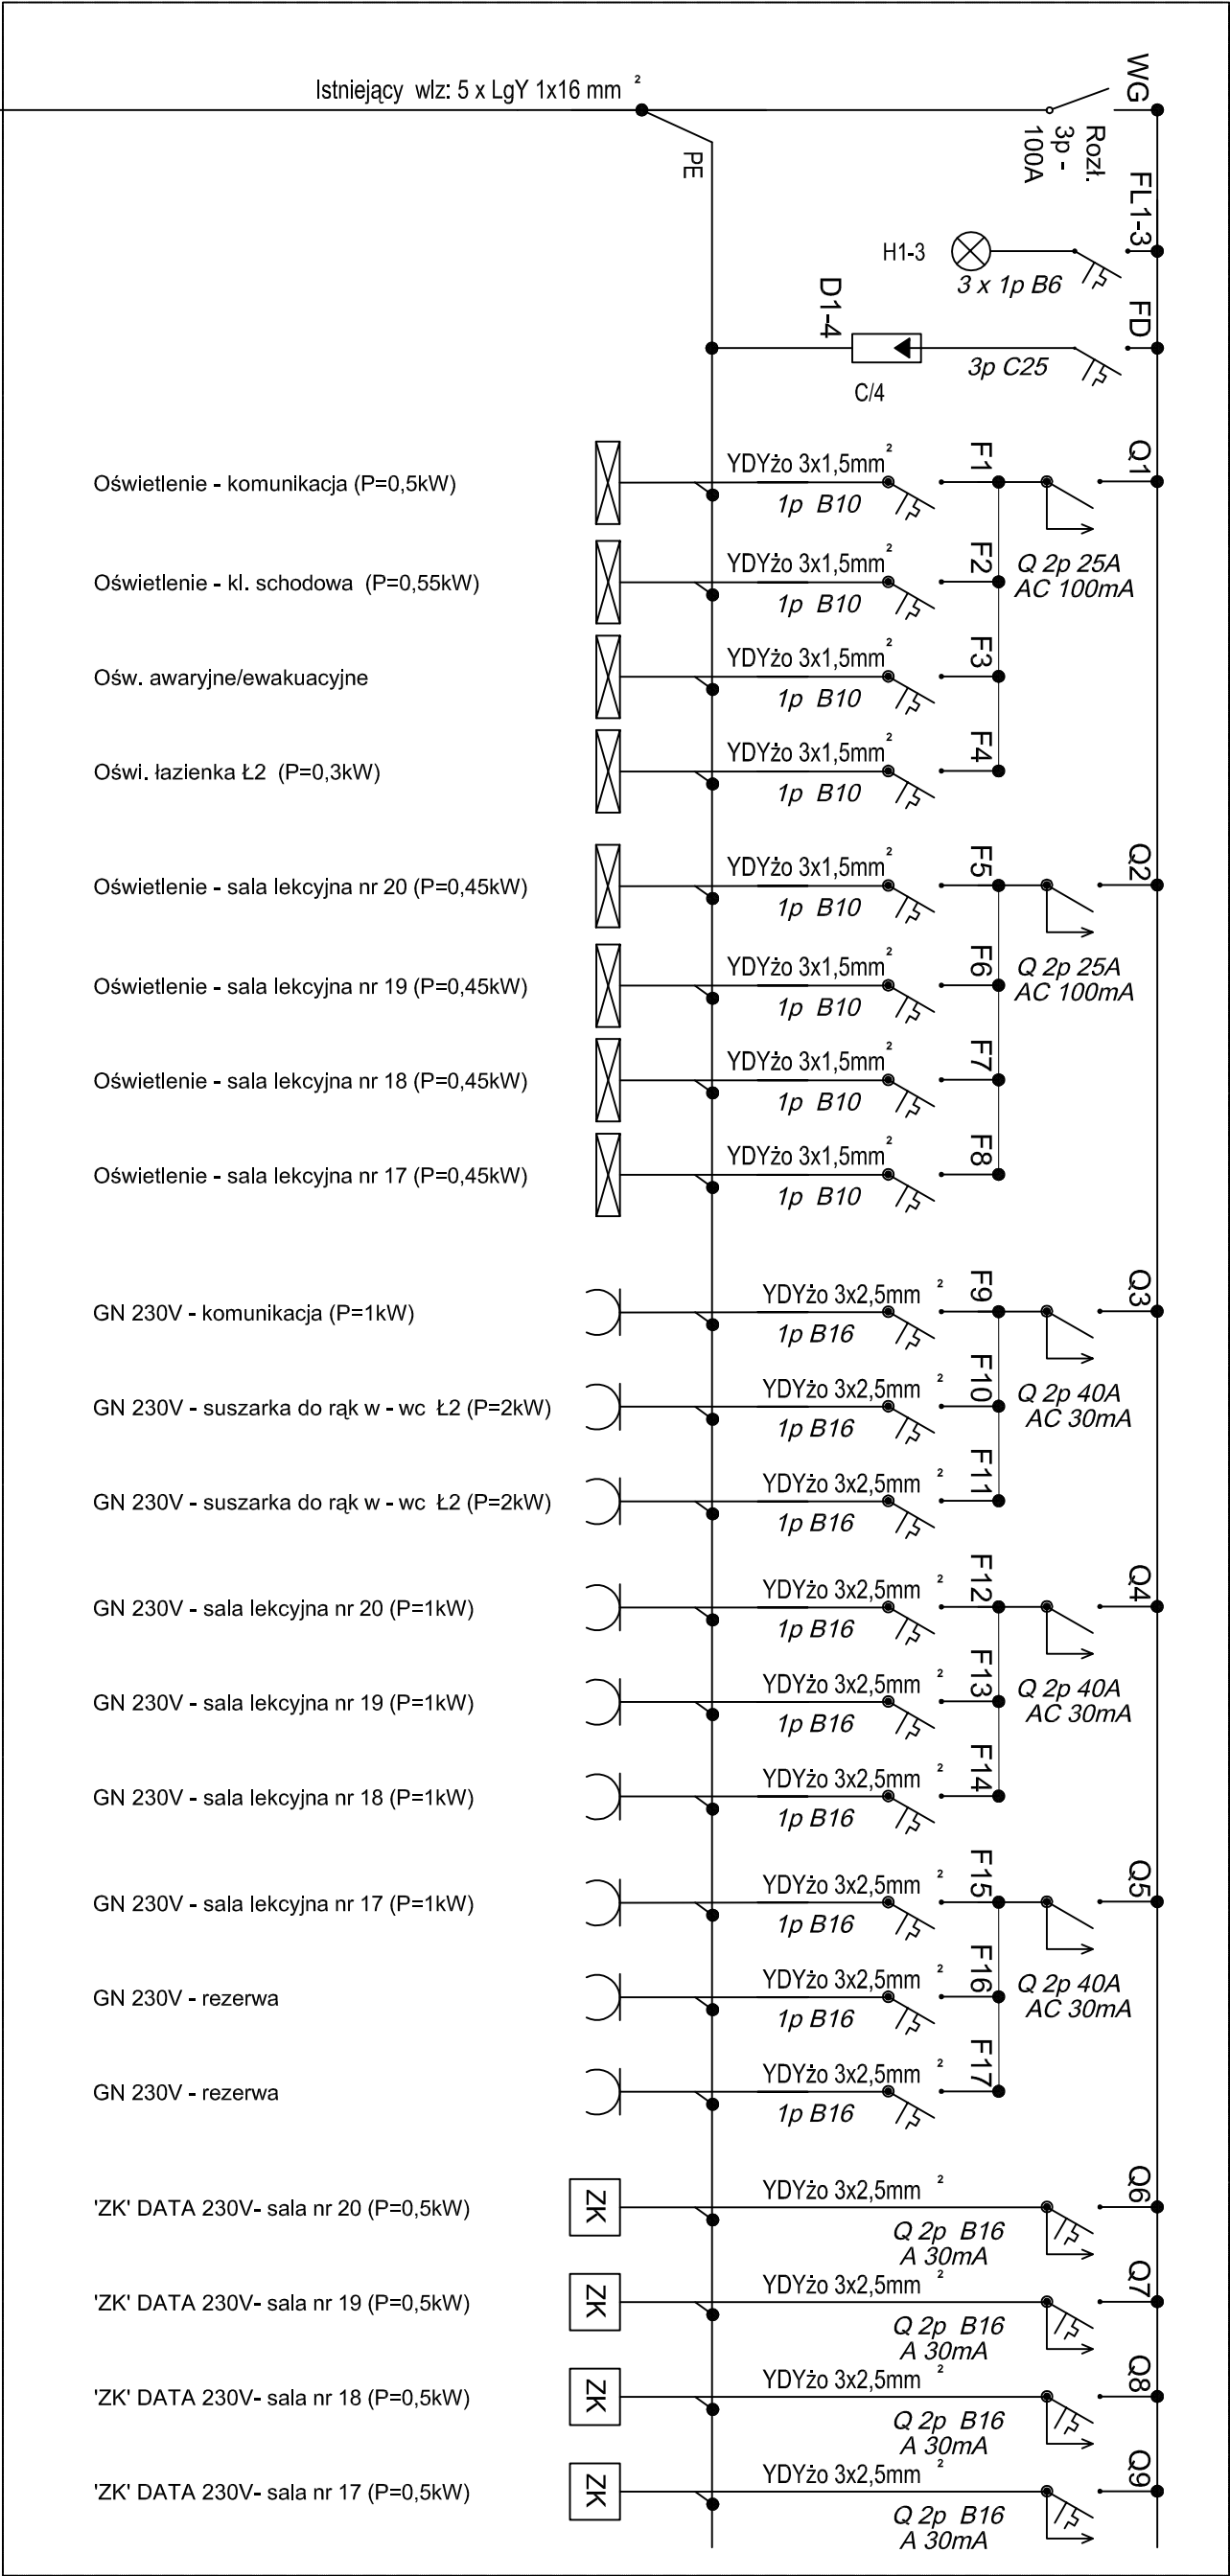 Istniejący wlz: 5 x LgY 1x16 mm ²
WG
Rozł.
3p -
100A
PE
FL1-3
H1-3
3 x 1p B6
FD
D1-4
3p C25
C/4
Q1
F1
YDYżo 3x1,5mm ²
Oświetlenie - komunikacja (P=0,5kW)
1p B10
Q 2p 25A
AC 100mA
F2
YDYżo 3x1,5mm ²
Oświetlenie - kl. schodowa (P=0,55kW)
1p B10
F3
YDYżo 3x1,5mm ²
Ośw. awaryjne/ewakuacyjne
1p B10
F4
YDYżo 3x1,5mm ²
Oświ. łazienka Ł2 (P=0,3kW)
1p B10
Q2
F5
YDYżo 3x1,5mm ²
Oświetlenie - sala lekcyjna nr 20 (P=0,45kW)
1p B10
Q 2p 25A
AC 100mA
F6
YDYżo 3x1,5mm ²
Oświetlenie - sala lekcyjna nr 19 (P=0,45kW)
1p B10
F7
YDYżo 3x1,5mm ²
Oświetlenie - sala lekcyjna nr 18 (P=0,45kW)
1p B10
F8
YDYżo 3x1,5mm ²
Oświetlenie - sala lekcyjna nr 17 (P=0,45kW)
1p B10
Q3
F9
YDYżo 3x2,5mm ²
GN 230V - komunikacja (P=1kW)
1p B16
Q 2p 40A
AC 30mA
F10
YDYżo 3x2,5mm ²
GN 230V - suszarka do rąk w - wc Ł2 (P=2kW)
1p B16
F11
YDYżo 3x2,5mm ²
GN 230V - suszarka do rąk w - wc Ł2 (P=2kW)
1p B16
Q4
F12
YDYżo 3x2,5mm ²
GN 230V - sala lekcyjna nr 20 (P=1kW)
1p B16
Q 2p 40A
AC 30mA
F13
YDYżo 3x2,5mm ²
GN 230V - sala lekcyjna nr 19 (P=1kW)
1p B16
F14
YDYżo 3x2,5mm ²
GN 230V - sala lekcyjna nr 18 (P=1kW)
1p B16
Q5
F15
YDYżo 3x2,5mm ²
GN 230V - sala lekcyjna nr 17 (P=1kW)
1p B16
Q 2p 40A
AC 30mA
F16
YDYżo 3x2,5mm ²
GN 230V - rezerwa
1p B16
F17
YDYżo 3x2,5mm ²
GN 230V - rezerwa
1p B16
Q6
YDYżo 3x2,5mm ²
'ZK' DATA 230V- sala nr 20 (P=0,5kW)
ZK
Q 2p B16
A 30mA
Q7
YDYżo 3x2,5mm ²
'ZK' DATA 230V- sala nr 19 (P=0,5kW)
ZK
Q 2p B16
A 30mA
Q8
YDYżo 3x2,5mm ²
'ZK' DATA 230V- sala nr 18 (P=0,5kW)
ZK
Q 2p B16
A 30mA
Q9
YDYżo 3x2,5mm ²
'ZK' DATA 230V- sala nr 17 (P=0,5kW)
ZK
Q 2p B16
A 30mA